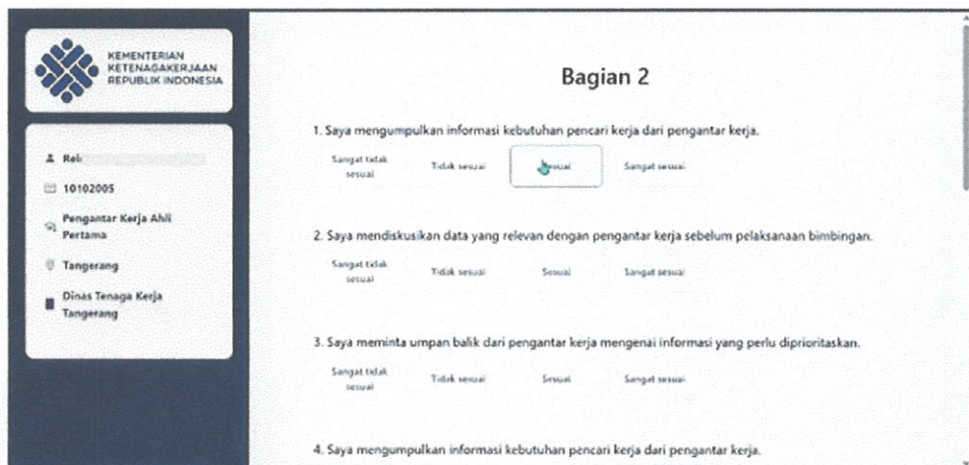 KEMENTERIAN
KETENAGAKERJAAN
REPUBLIK INDONESIA
Rel
10102005
Pengantar Kerja Ahli
Pertama
Tangerang
Dinas Tenaga Kerja
Tangerang
Bagian 2
1. Saya mengumpulkan informasi kebutuhan pencari kerja dari pengantar kerja.
Sangat tidak
sesuai
Tidak sesuai
Sesuai
Sangat sesuai
2. Saya mendiskusikan data yang relevan dengan pengantar kerja sebelum pelaksanaan bimbingan.
Sangat tidak
sesuai
Tidak sesuai
Sesuai
Sangat sesuai
3. Saya meminta umpan balik dari pengantar kerja mengenai informasi yang perlu diprioritaskan.
Sangat tidak
sesuai
Tidak sesuai
Sesuai
Sangat sesuai
4. Saya mengumpulkan informasi kebutuhan pencari kerja dari pengantar kerja.